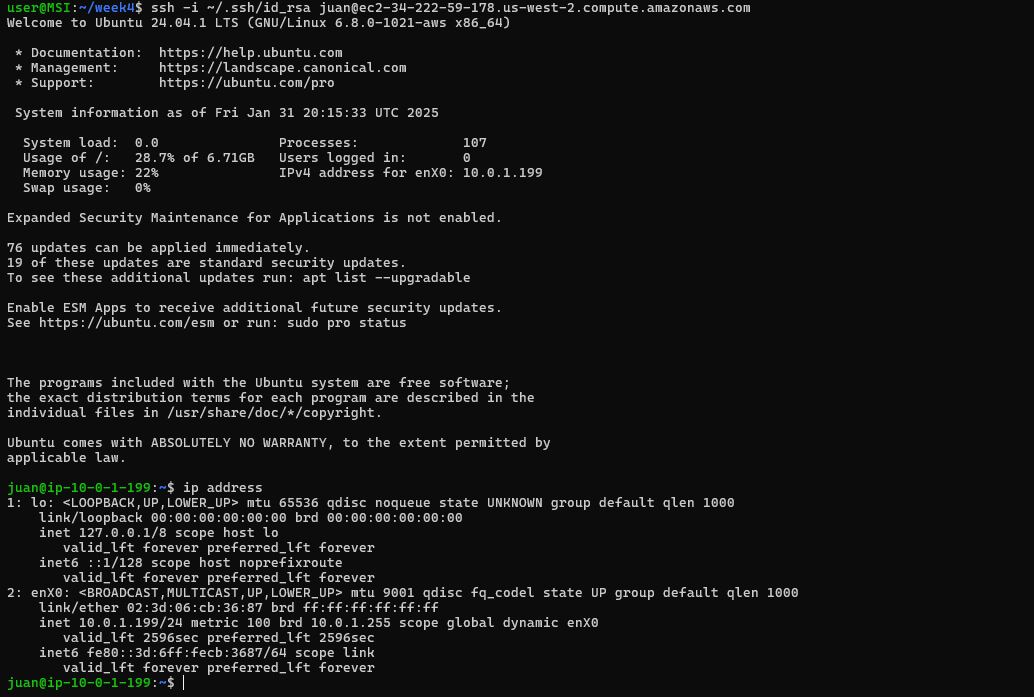 user@MSI:~/week4$ ssh -i ~/.ssh/id_rsa juan@ec2-34-222-59-178.us-west-2.compute.amazonaws.com
Welcome to Ubuntu 24.04.1 LTS (GNU/Linux 6.8.0-1021-aws x86_64)

 * Documentation:  https://help.ubuntu.com
 * Management:     https://landscape.canonical.com
 * Support:        https://ubuntu.com/pro

 System information as of Fri Jan 31 20:15:33 UTC 2025

  System load:  0.0                Processes:             107
  Usage of /:   28.7% of 6.71GB   Users logged in:       0
  Memory usage: 22%               IPv4 address for enX0: 10.0.1.199
  Swap usage:   0%

Expanded Security Maintenance for Applications is not enabled.

76 updates can be applied immediately.
19 of these updates are standard security updates.
To see these additional updates run: apt list --upgradable

Enable ESM Apps to receive additional future security updates.
See https://ubuntu.com/esm or run: sudo pro status

The programs included with the Ubuntu system are free software;
the exact distribution terms for each program are described in the
individual files in /usr/share/doc/*/copyright.

Ubuntu comes with ABSOLUTELY NO WARRANTY, to the extent permitted by
applicable law.

juan@ip-10-0-1-199:~$ ip address
1: lo: <LOOPBACK,UP,LOWER_UP> mtu 65536 qdisc noqueue state UNKNOWN group default qlen 1000
    link/loopback 00:00:00:00:00:00 brd 00:00:00:00:00:00
    inet 127.0.0.1/8 scope host lo
       valid_lft forever preferred_lft forever
    inet6 ::1/128 scope host noprefixroute
       valid_lft forever preferred_lft forever
2: enX0: <BROADCAST,MULTICAST,UP,LOWER_UP> mtu 9001 qdisc fq_codel state UP group default qlen 1000
    link/ether 02:3d:06:cb:36:87 brd ff:ff:ff:ff:ff:ff
    inet 10.0.1.199/24 metric 100 brd 10.0.1.255 scope global dynamic enX0
       valid_lft 2596sec preferred_lft 2596sec
    inet6 fe80::3d:6ff:fecb:3687/64 scope link
       valid_lft forever preferred_lft forever
juan@ip-10-0-1-199:~$